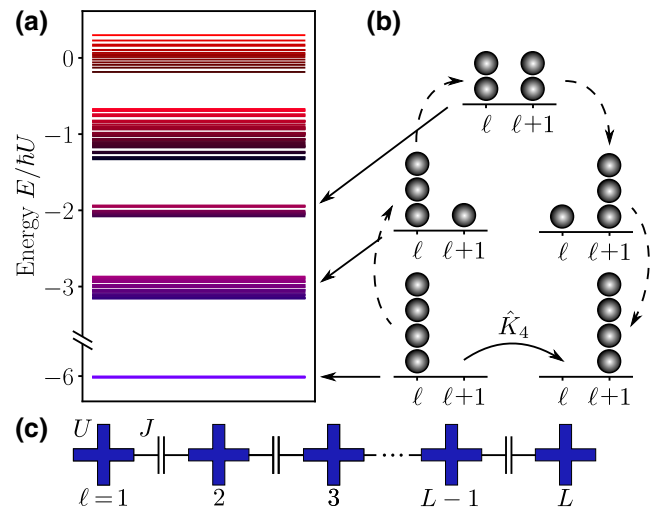 (a)
Energy E/ℏU
0
−1
−2
−3
−6
(b)
ℓ ℓ+1
ℓ ℓ+1 ℓ ℓ+1
K̂₄
ℓ ℓ+1 ℓ ℓ+1
(c)
U J
...
ℓ=1 2 3 L−1 L